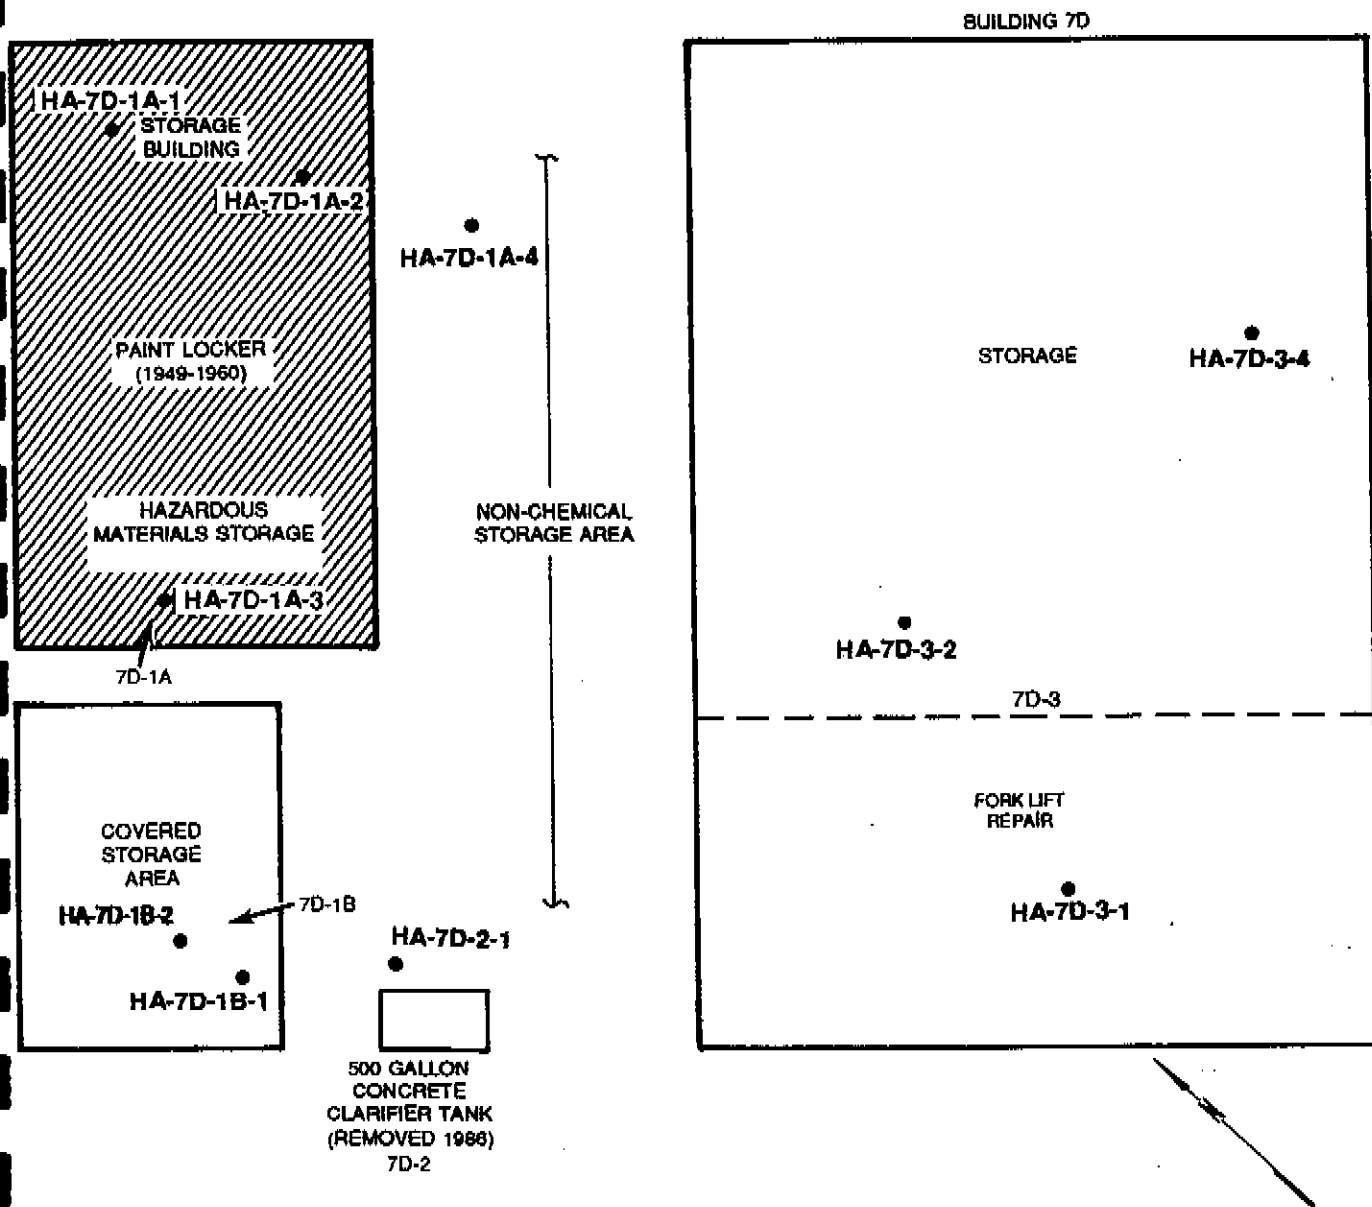 BUILDING 7D
HA-7D-1A-1
STORAGE
BUILDING
HA-7D-1A-2
HA-7D-1A-4
PAINT LOCKER
(1949-1960)
HAZARDOUS
MATERIALS STORAGE
HA-7D-1A-3
7D-1A
NON-CHEMICAL
STORAGE AREA
STORAGE
HA-7D-3-4
HA-7D-3-2
7D-3
FORK LIFT
REPAIR
HA-7D-3-1
COVERED
STORAGE
AREA
HA-7D-1B-2
7D-1B
HA-7D-1B-1
HA-7D-2-1
500 GALLON
CONCRETE
CLARIFIER TANK
(REMOVED 1986)
7D-2